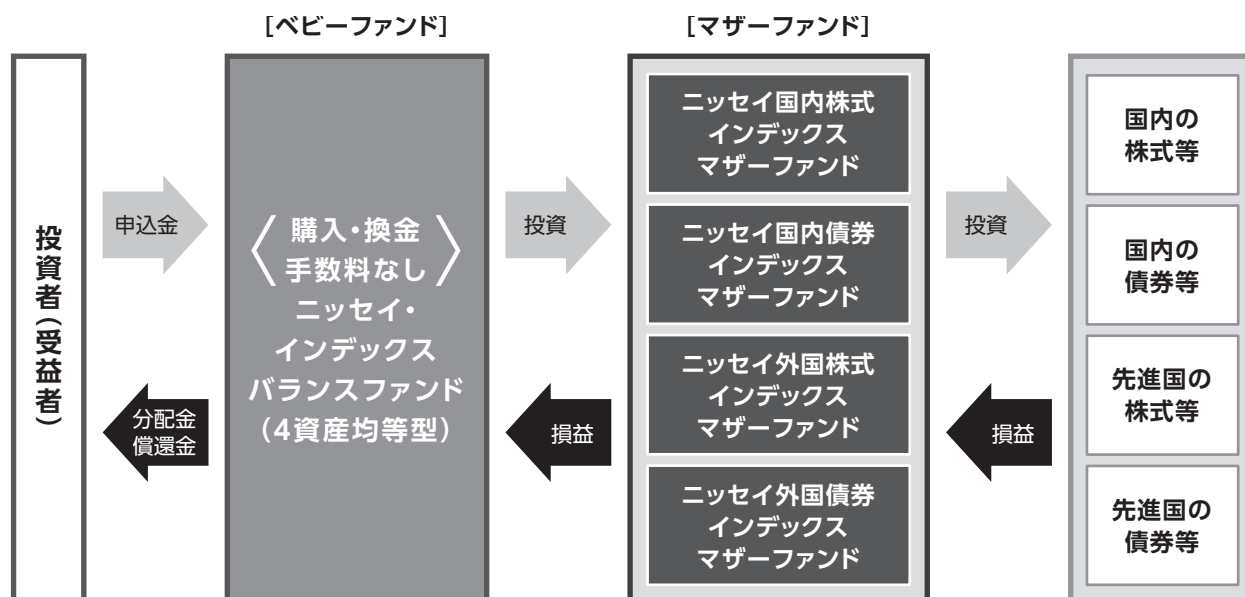 [ベビーファンド]
[マザーファンド]
投資者(受益者)
申込金
分配金
償還金
〈購入・換金
手数料なし〉
ニッセイ・
インデックス
バランスファンド
(4資産均等型)
投資
損益
ニッセイ国内株式
インデックス
マザーファンド
ニッセイ国内債券
インデックス
マザーファンド
ニッセイ外国株式
インデックス
マザーファンド
ニッセイ外国債券
インデックス
マザーファンド
投資
損益
国内の
株式等
国内の
債券等
先進国の
株式等
先進国の
債券等